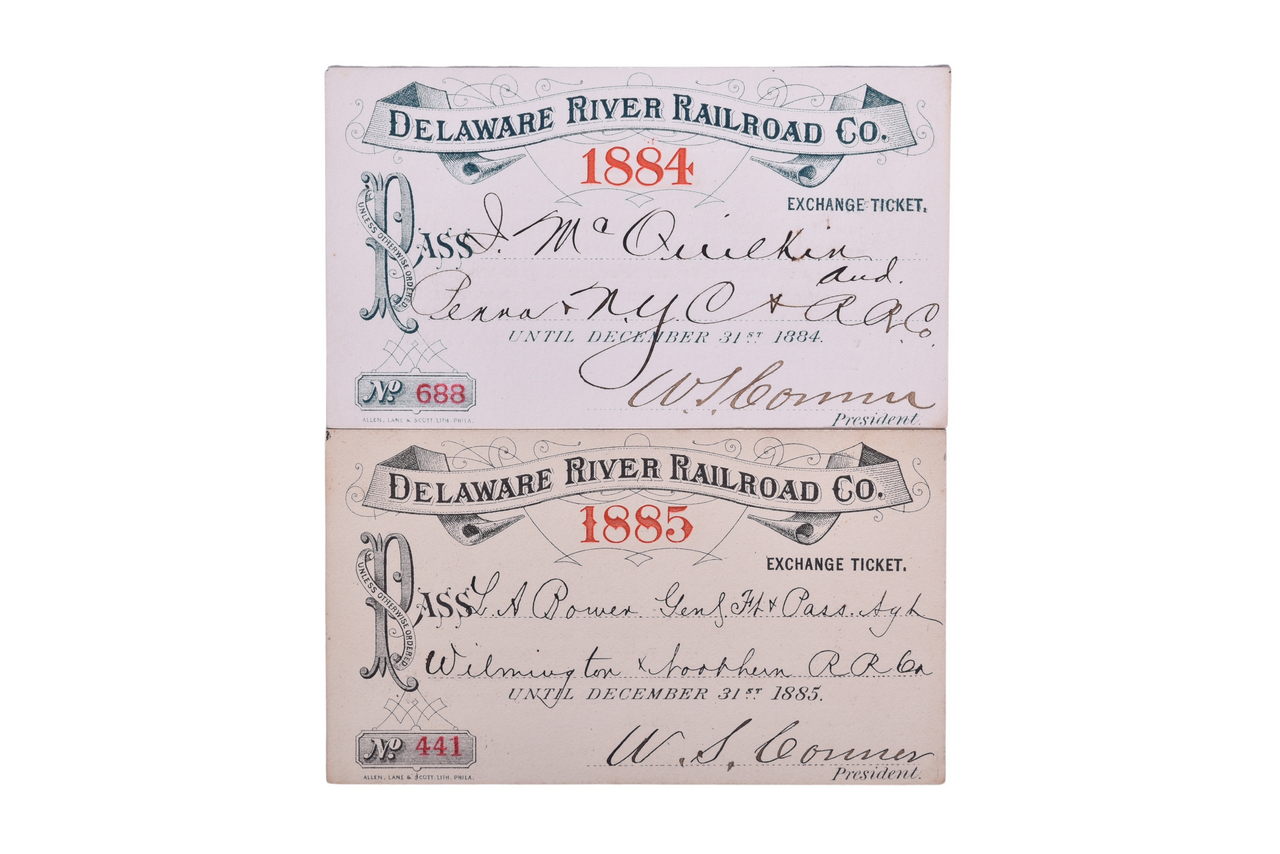 DELAWARE RIVER RAILROAD CO.
1884
EXCHANGE TICKET.
PASS J. McQuilkin
UNLESS OTHERWISE ORDERED
and.
Penna & N.Y. C & R R. Co.
UNTIL DECEMBER 31ST 1884.
No. 688
W. S. Conner
President.
ALLEN, LANE & SCOTT. LITH. PHILA.
DELAWARE RIVER RAILROAD CO.
1885
EXCHANGE TICKET.
PASS L A Bower Genl Ft & Pass. Agt
UNLESS OTHERWISE ORDERED
Wilmington & Northern R R Co
UNTIL DECEMBER 31ST 1885.
No. 441
W. S. Conner
President.
ALLEN, LANE & SCOTT. LITH. PHILA.